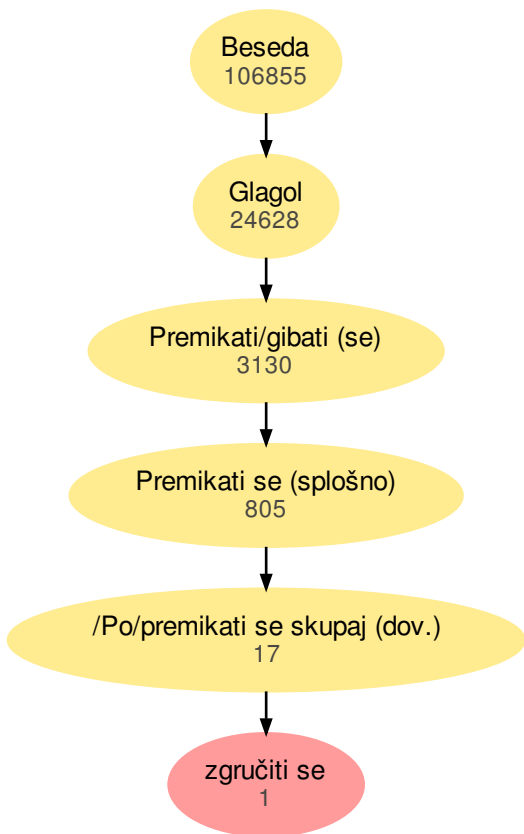 Beseda
106855
Glagol
24628
Premikati/gibati (se)
3130
Premikati se (splošno)
805
/Po/premikati se skupaj (dov.)
17
zgručiti se
1